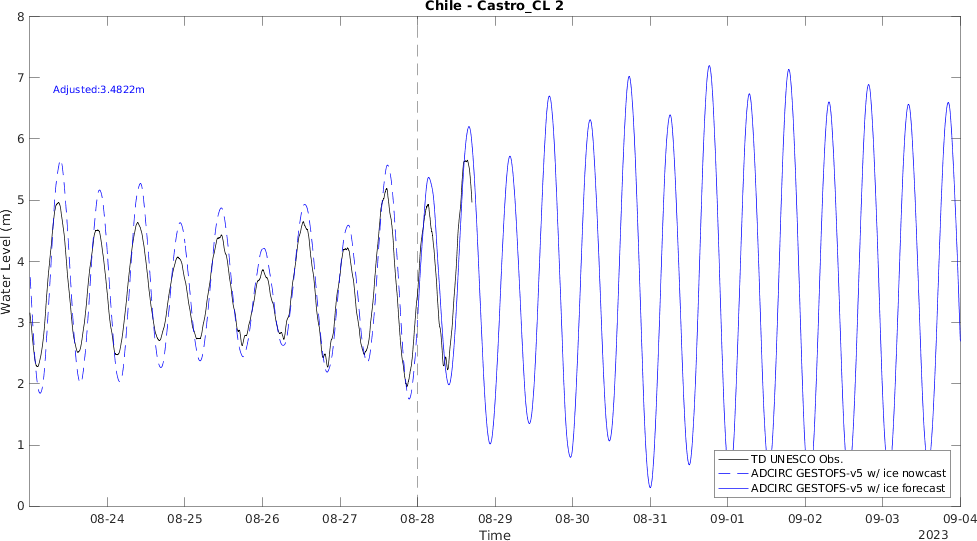 Chile - Castro_CL 2
8
7
6
5
4
3
2
1
0
Water Level (m)
Adjusted:3.4822m
TD UNESCO Obs.
ADCIRC GESTOFS-v5 w/ ice nowcast
ADCIRC GESTOFS-v5 w/ ice forecast
08-24 08-25 08-26 08-27 08-28 08-29 08-30 08-31 09-01 09-02 09-03 09-04
Time
2023